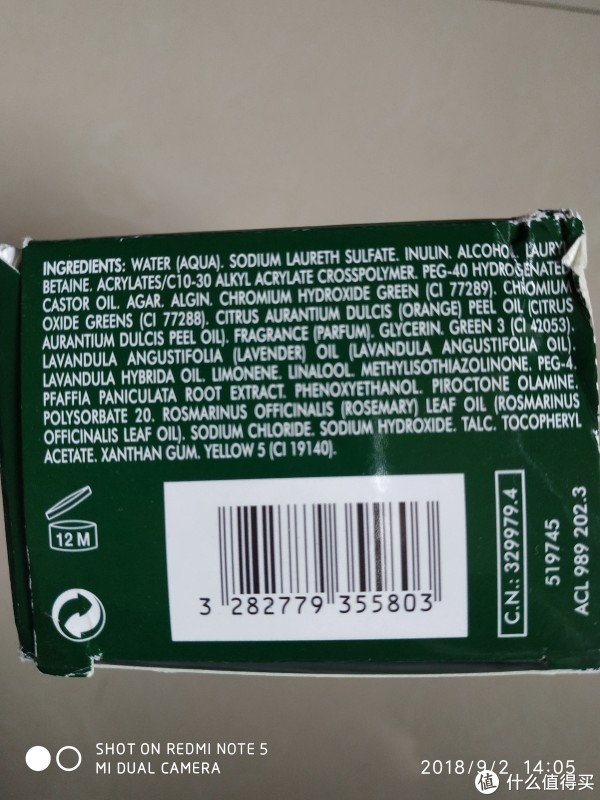 INGREDIENTS: WATER (AQUA). SODIUM LAURETH SULFATE. INULIN. ALCOHOL. LAURYL
BETAINE. ACRYLATES/C10-30 ALKYL ACRYLATE CROSSPOLYMER. PEG-40 HYDROGENATED
CASTOR OIL. AGAR. ALGIN. CHROMIUM HYDROXIDE GREEN (CI 77289). CHROMIUM
OXIDE GREENS (CI 77288). CITRUS AURANTIUM DULCIS (ORANGE) PEEL OIL (CITRUS
AURANTIUM DULCIS PEEL OIL). FRAGRANCE (PARFUM). GLYCERIN. GREEN 3 (CI 42053).
LAVANDULA ANGUSTIFOLIA (LAVENDER) OIL (LAVANDULA ANGUSTIFOLIA OIL).
LAVANDULA HYBRIDA OIL. LIMONENE. LINALOOL. METHYLISOTHIAZOLINONE. PEG-4.
PFAFFIA PANICULATA ROOT EXTRACT. PHENOXYETHANOL. PIROCTONE OLAMINE.
POLYSORBATE 20. ROSMARINUS OFFICINALIS (ROSEMARY) LEAF OIL (ROSMARINUS
OFFICINALIS LEAF OIL). SODIUM CHLORIDE. SODIUM HYDROXIDE. TALC. TOCOPHERYL
ACETATE. XANTHAN GUM. YELLOW 5 (CI 19140).
12 M
3 282779 355803
C.N.: 329979.4
519745
ACL 989 202.3
SHOT ON REDMI NOTE 5
MI DUAL CAMERA
2018/9/2 14:05
值 什么值得买